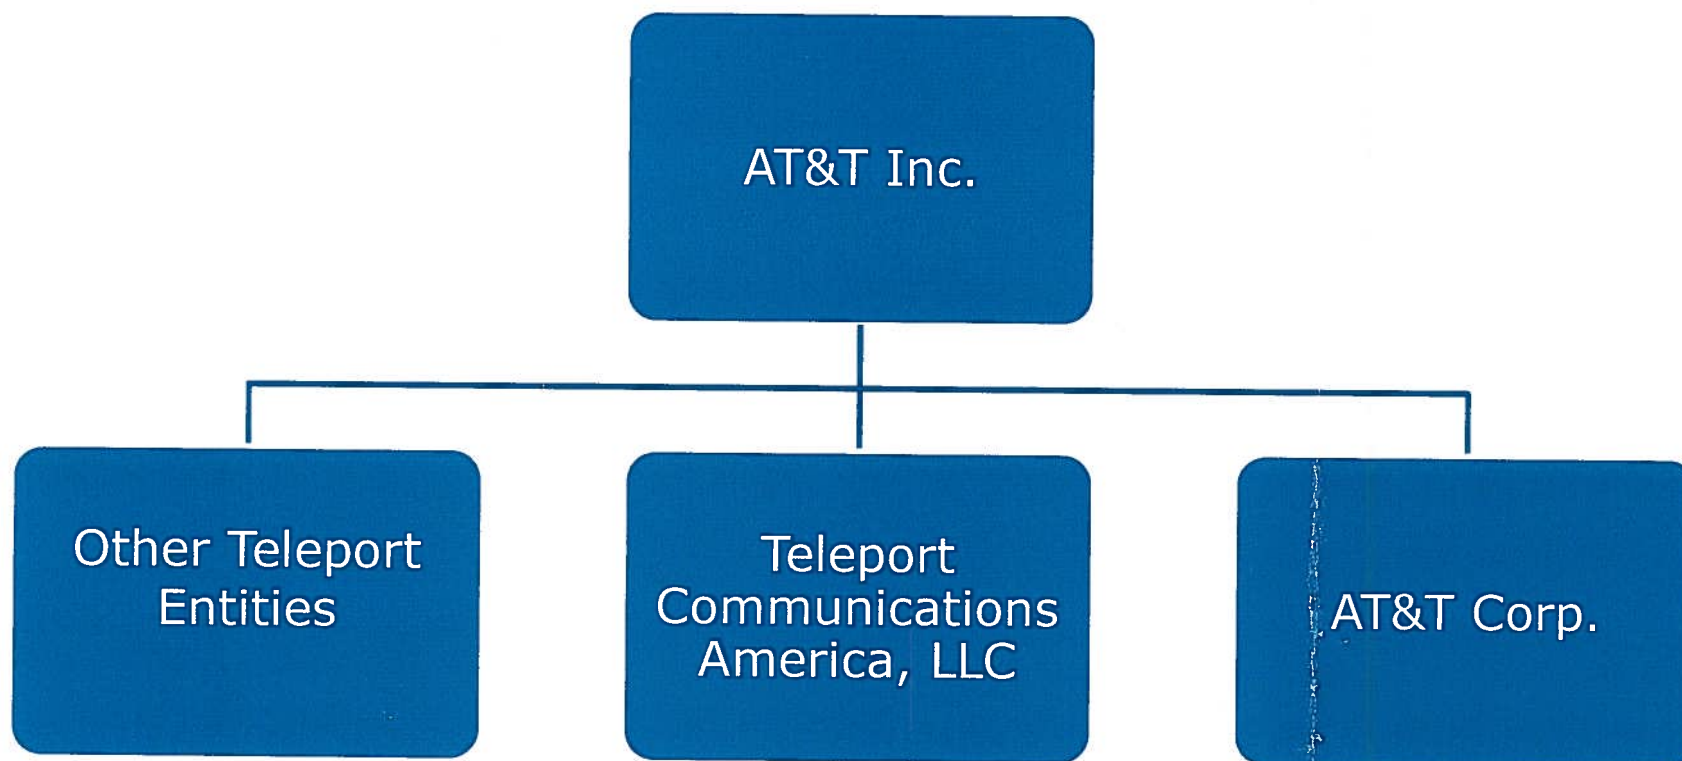 AT&T Inc.
Other Teleport
Entities
Teleport
Communications
America, LLC
AT&T Corp.